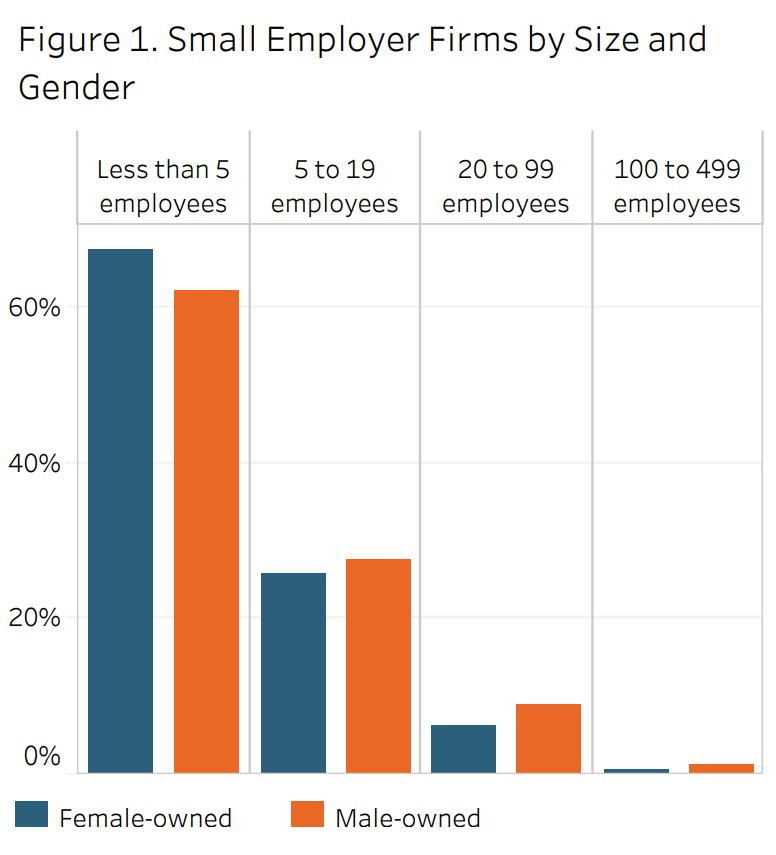 Figure 1. Small Employer Firms by Size and
Gender
Less than 5
employees
5 to 19
employees
20 to 99
employees
100 to 499
employees
60%
40%
20%
0%
Female-owned
Male-owned